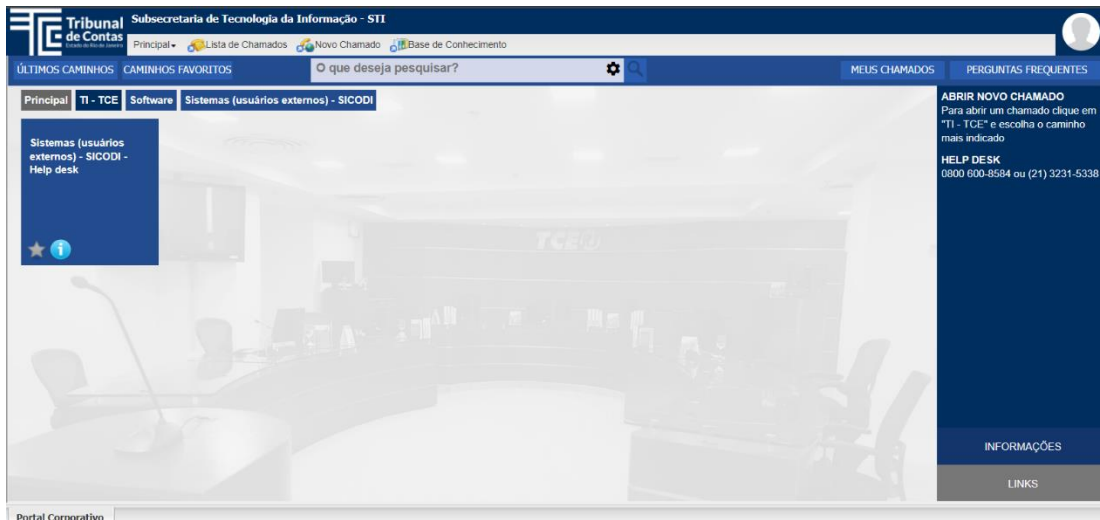 Tribunal
de Contas
Estado do Rio de Janeiro
Subsecretaria de Tecnologia da Informação - STI
Principal Lista de Chamados Novo Chamado Base de Conhecimento
ÚLTIMOS CAMINHOS CAMINHOS FAVORITOS O que deseja pesquisar? MEUS CHAMADOS PERGUNTAS FREQUENTES
Principal TI - TCE Software Sistemas (usuários externos) - SICODI
Sistemas (usuários
externos) - SICODI -
Help desk
TCERJ
ABRIR NOVO CHAMADO
Para abrir um chamado clique em
"TI - TCE" e escolha o caminho
mais indicado
HELP DESK
0800 600-8584 ou (21) 3231-5338
INFORMAÇÕES
LINKS
Portal Corporativo